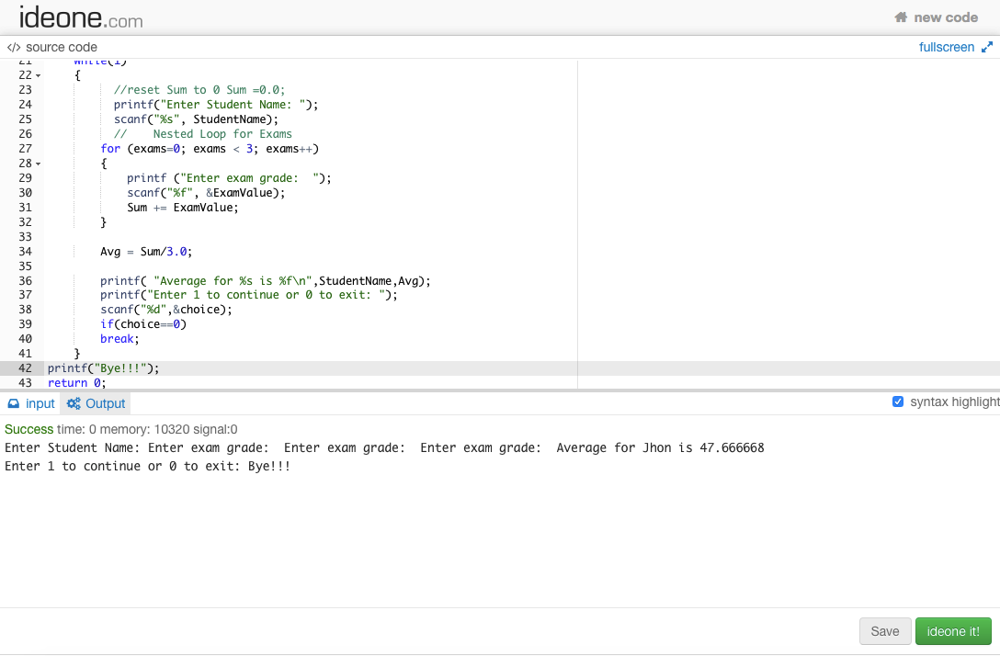 ideone.com
new code
</> source code
fullscreen
21 while(1)
22 {
23 //reset Sum to 0 Sum =0.0;
24 printf("Enter Student Name: ");
25 scanf("%s", StudentName);
26 //    Nested Loop for Exams
27 for (exams=0; exams < 3; exams++)
28 {
29 printf ("Enter exam grade:  ");
30 scanf("%f", &ExamValue);
31 Sum += ExamValue;
32 }
33
34 Avg = Sum/3.0;
35
36 printf( "Average for %s is %f\n",StudentName,Avg);
37 printf("Enter 1 to continue or 0 to exit: ");
38 scanf("%d",&choice);
39 if(choice==0)
40 break;
41 }
42 printf("Bye!!!");
43 return 0;
input Output
syntax highlight
Success time: 0 memory: 10320 signal:0
Enter Student Name: Enter exam grade:  Enter exam grade:  Enter exam grade:  Average for Jhon is 47.666668
Enter 1 to continue or 0 to exit: Bye!!!
Save ideone it!